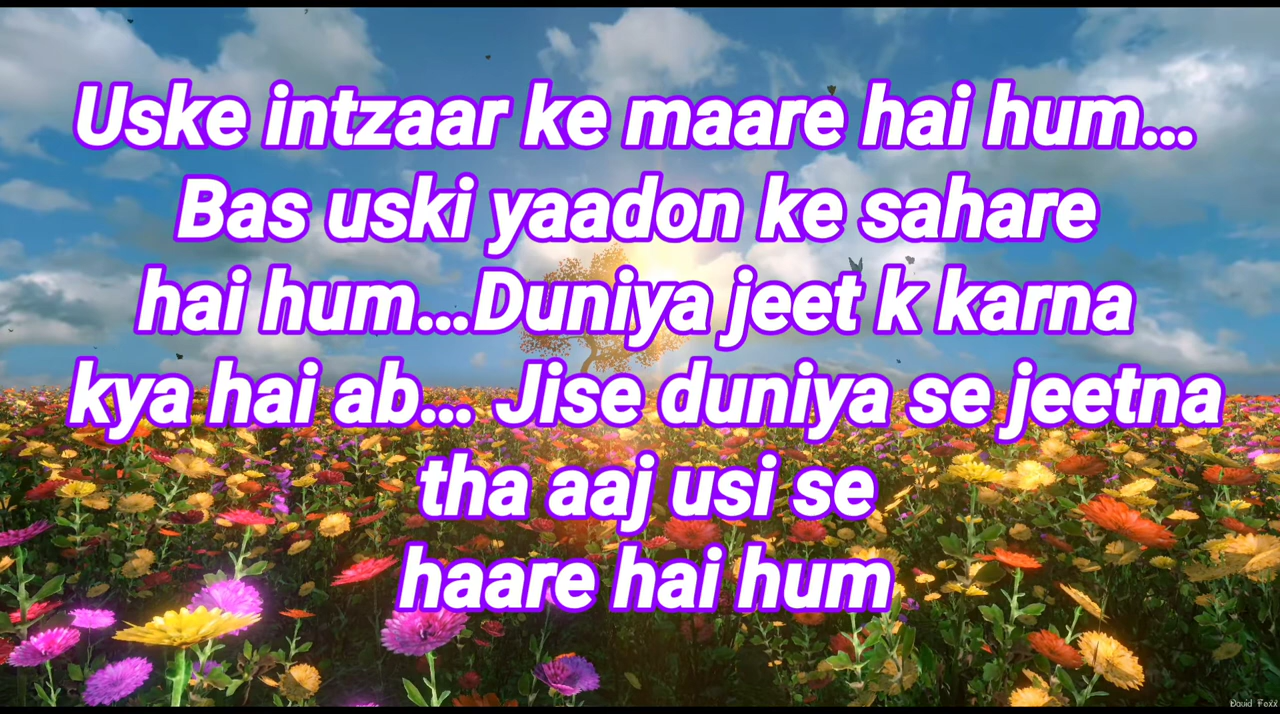 Uske intzaar ke maare hai hum...
Bas uski yaadon ke sahare
hai hum...Duniya jeet k karna
kya hai ab... Jise duniya se jeetna
tha aaj usi se
haare hai hum
David Foxx